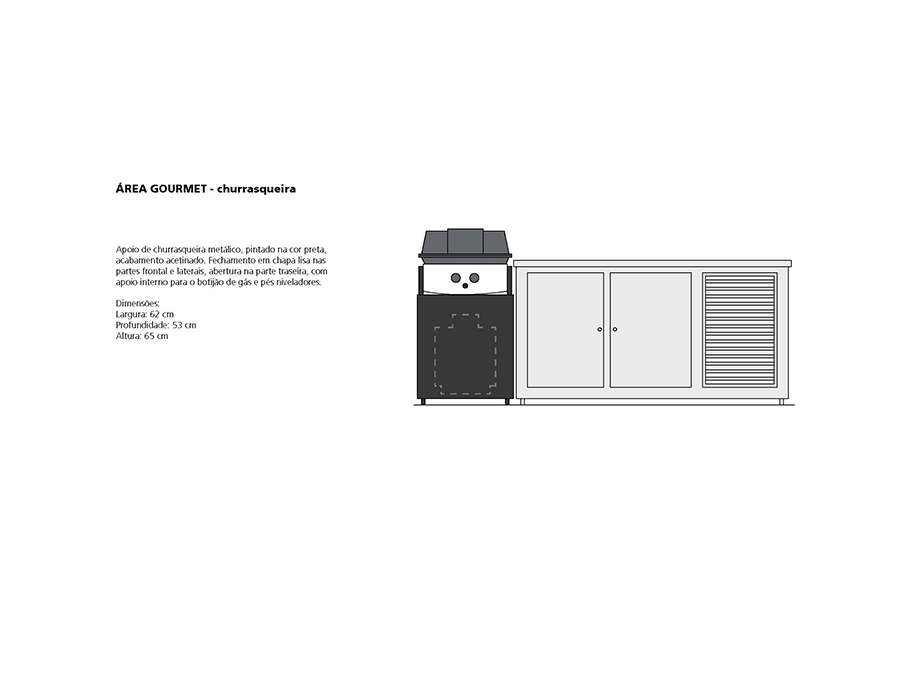 ÁREA GOURMET - churrasqueira
Apoio de churrasqueira metálico, pintado na cor preta,
acabamento acetinado. Fechamento em chapa lisa nas
partes frontal e laterais, abertura na parte traseira, com
apoio interno para o botijão de gás e pés niveladores.
Dimensões:
Largura: 62 cm
Profundidade: 53 cm
Altura: 65 cm